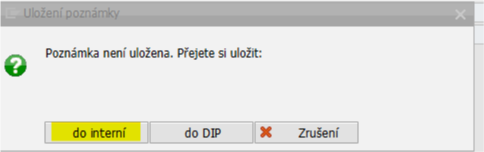 Uložení poznámky
Poznámka není uložena. Přejete si uložit:
do interní
do DIP
Zrušení